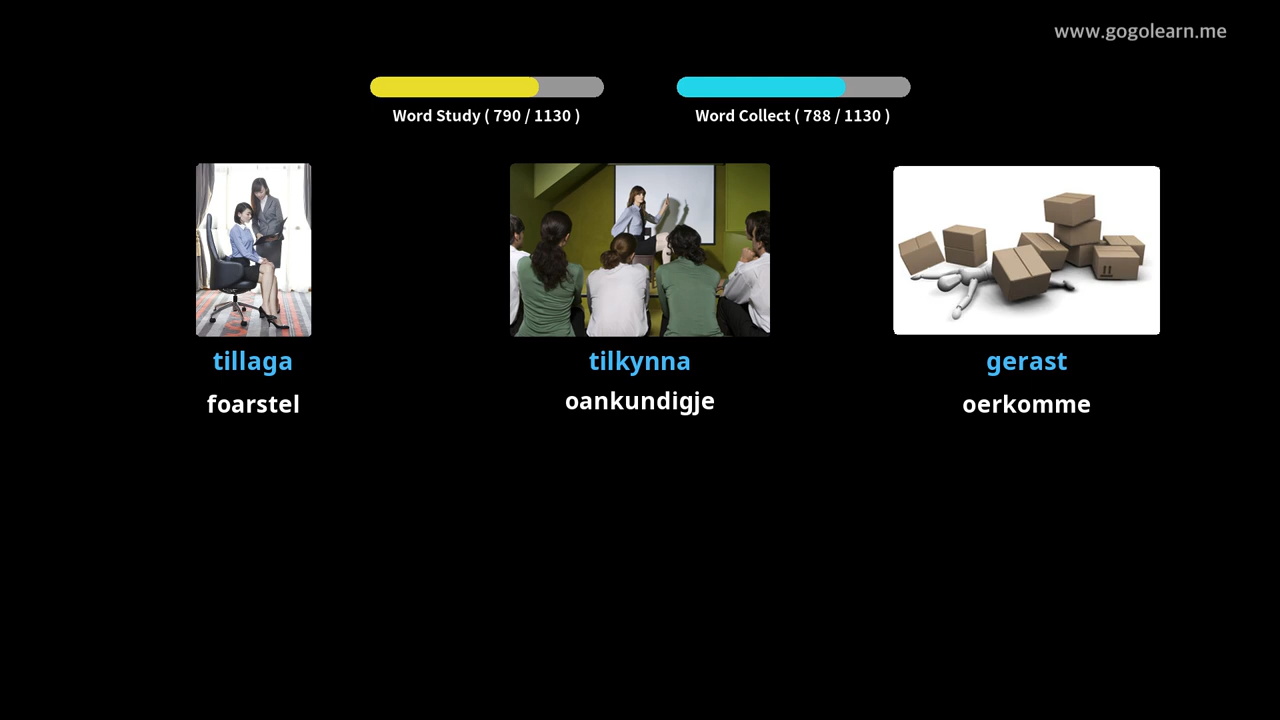 www.gogolearn.me
Word Study ( 790 / 1130 )
Word Collect ( 788 / 1130 )
tillaga
tilkynna
gerast
foarstel
oankundigje
oerkomme